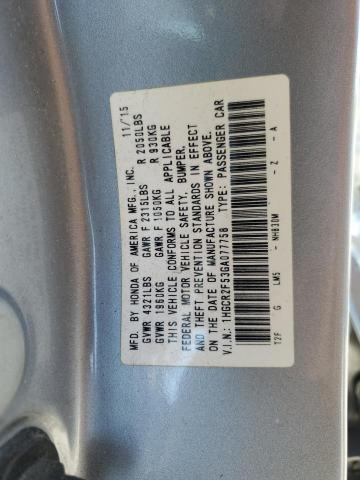 MFD. BY HONDA OF AMERICA MFG., INC. 11/15
GVWR 4321LBS GAWR F 2315LBS R 2050LBS
GVWR 1960KG GAWR F 1050KG R 930KG
THIS VEHICLE CONFORMS TO ALL APPLICABLE
FEDERAL MOTOR VEHICLE SAFETY, BUMPER,
AND THEFT PREVENTION STANDARDS IN EFFECT
ON THE DATE OF MANUFACTURE SHOWN ABOVE.
V.I.N.: 1HGCR2F53GA077758 TYPE: PASSENGER CAR
T2F G LM5 - NH830M - Z - A